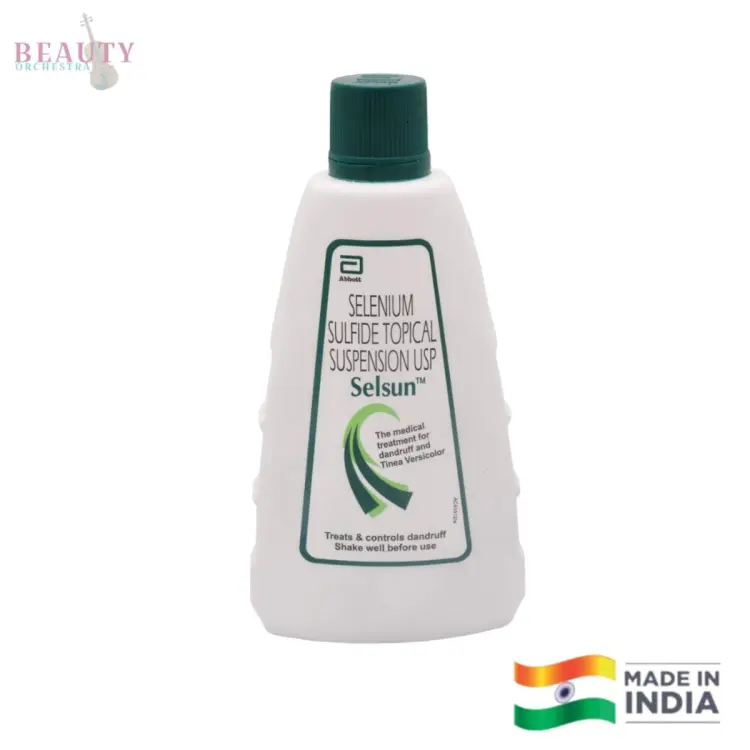 BEAUTY
ORCHESTRA
Abbott
SELENIUM
SULFIDE TOPICAL
SUSPENSION USP
Selsun™
The medical
treatment for
dandruff and
Tinea Versicolor
Treats & controls dandruff
Shake well before use
MADE IN
INDIA